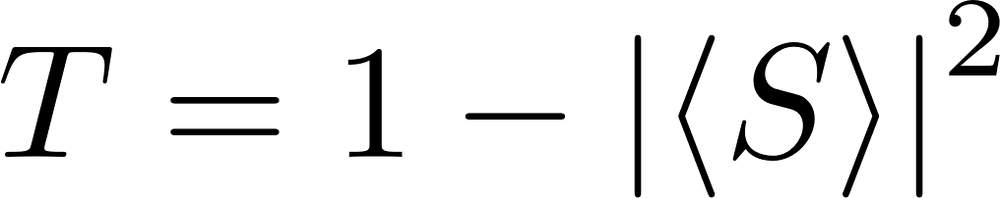 T = 1 − |⟨S⟩|²